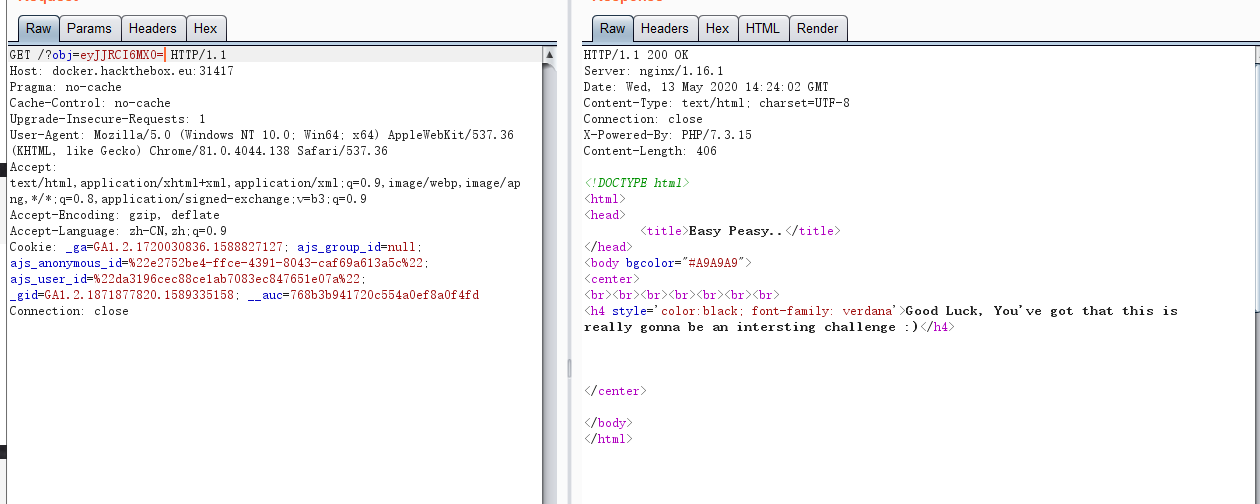 Raw Params Headers Hex
GET /?obj=eyJJRCI6MX0= HTTP/1.1
Host: docker.hackthebox.eu:31417
Pragma: no-cache
Cache-Control: no-cache
Upgrade-Insecure-Requests: 1
User-Agent: Mozilla/5.0 (Windows NT 10.0; Win64; x64) AppleWebKit/537.36
(KHTML, like Gecko) Chrome/81.0.4044.138 Safari/537.36
Accept:
text/html,application/xhtml+xml,application/xml;q=0.9,image/webp,image/ap
ng,*/*;q=0.8,application/signed-exchange;v=b3;q=0.9
Accept-Encoding: gzip, deflate
Accept-Language: zh-CN,zh;q=0.9
Cookie: _ga=GA1.2.1720030836.1588827127; ajs_group_id=null;
ajs_anonymous_id=%22e2752be4-ffce-4391-8043-caf69a613a5c%22;
ajs_user_id=%22da3196cec88ce1ab7083ec847651e07a%22;
_gid=GA1.2.1871877820.1589335158; __auc=768b3b941720c554a0ef8a0f4fd
Connection: close
Response
Raw Headers Hex HTML Render
HTTP/1.1 200 OK
Server: nginx/1.16.1
Date: Wed, 13 May 2020 14:24:02 GMT
Content-Type: text/html; charset=UTF-8
Connection: close
X-Powered-By: PHP/7.3.15
Content-Length: 406
<!DOCTYPE html>
<html>
<head>
<title>Easy Peasy..</title>
</head>
<body bgcolor="#A9A9A9">
<center>
<br><br><br><br><br><br><br>
<h4 style='color:black; font-family: verdana'>Good Luck, You've got that this is
really gonna be an intersting challenge :)</h4>
</center>
</body>
</html>